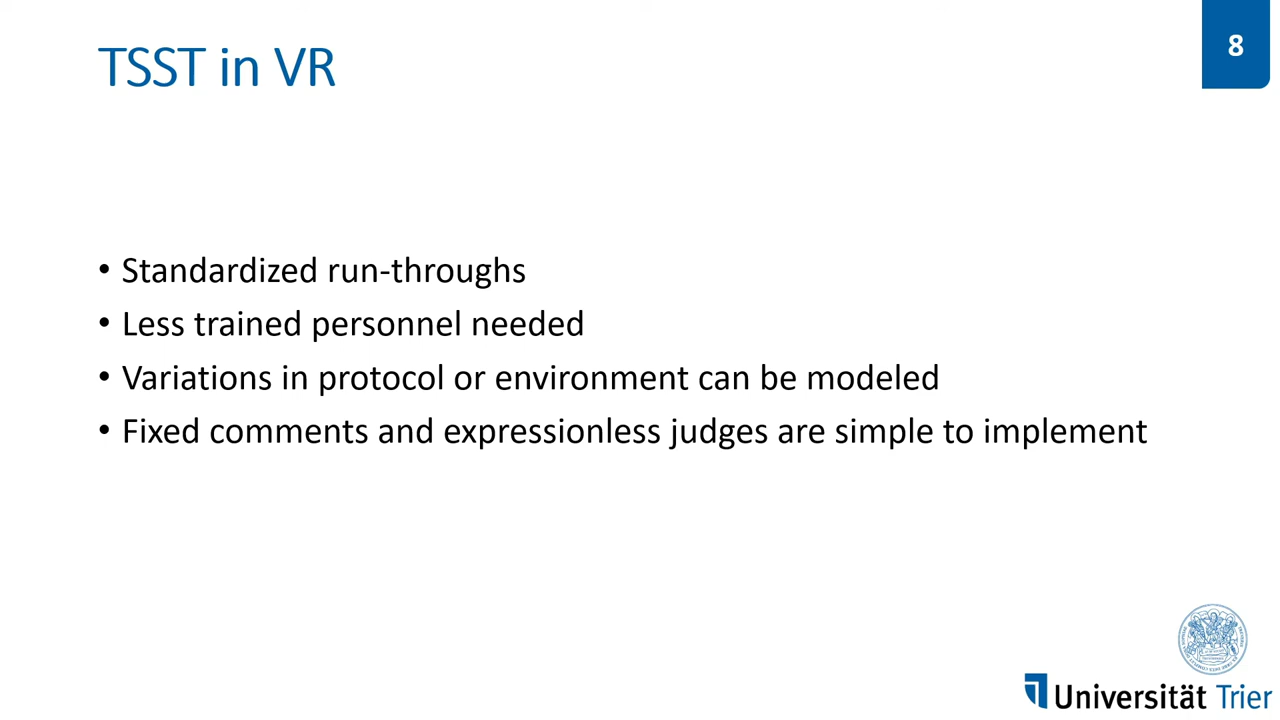 TSST in VR
8
• Standardized run-throughs
• Less trained personnel needed
• Variations in protocol or environment can be modeled
• Fixed comments and expressionless judges are simple to implement
Universität Trier